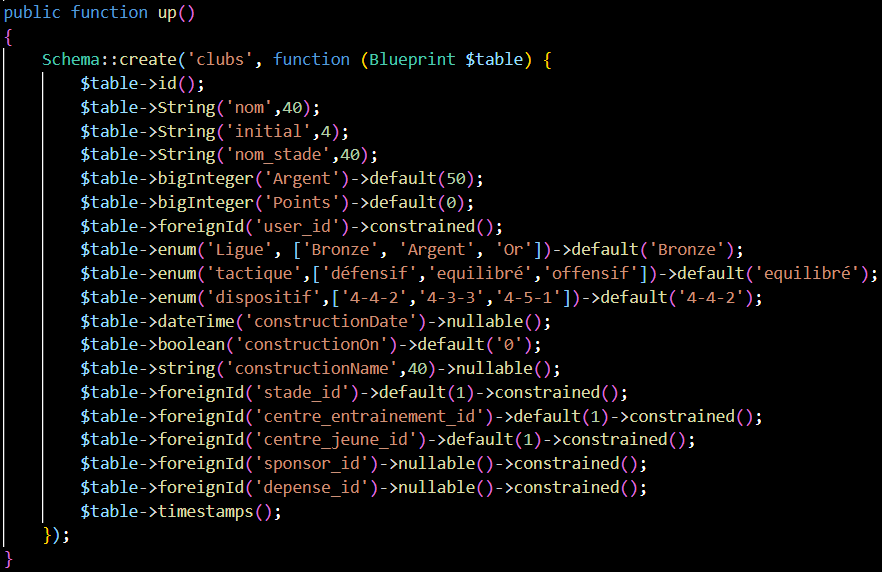 public function up()
{
Schema::create('clubs', function (Blueprint $table) {
$table->id();
$table->String('nom',40);
$table->String('initial',4);
$table->String('nom_stade',40);
$table->bigInteger('Argent')->default(50);
$table->bigInteger('Points')->default(0);
$table->foreignId('user_id')->constrained();
$table->enum('Ligue', ['Bronze', 'Argent', 'Or'])->default('Bronze');
$table->enum('tactique',['défensif','equilibré','offensif'])->default('equilibré');
$table->enum('dispositif',['4-4-2','4-3-3','4-5-1'])->default('4-4-2');
$table->dateTime('constructionDate')->nullable();
$table->boolean('constructionOn')->default('0');
$table->string('constructionName',40)->nullable();
$table->foreignId('stade_id')->default(1)->constrained();
$table->foreignId('centre_entrainement_id')->default(1)->constrained();
$table->foreignId('centre_jeune_id')->default(1)->constrained();
$table->foreignId('sponsor_id')->nullable()->constrained();
$table->foreignId('depense_id')->nullable()->constrained();
$table->timestamps();
});
}